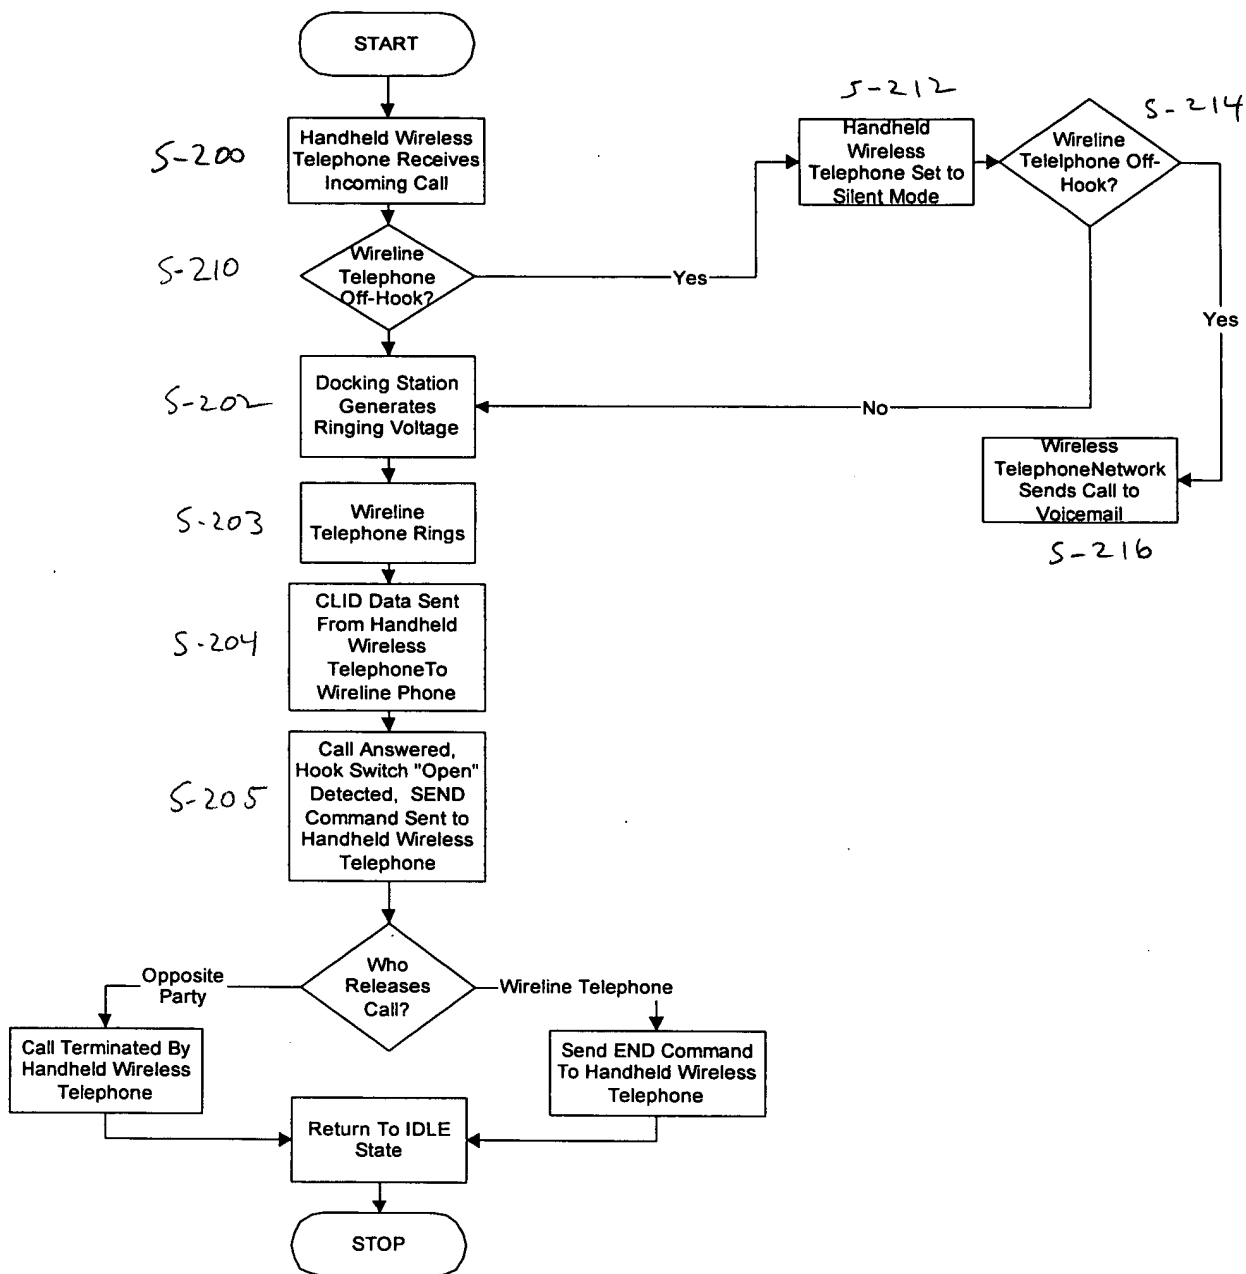 START
S-200
Handheld Wireless
Telephone Receives
Incoming Call
S-210
Wireline
Telephone
Off-Hook?
Yes
S-212
Handheld
Wireless
Telephone Set to
Silent Mode
S-214
Wireline
Telelphone Off-
Hook?
Yes
No
S-202
Docking Station
Generates
Ringing Voltage
Wireless
TelephoneNetwork
Sends Call to
Voicemail
S-216
S-203
Wireline
Telephone Rings
S-204
CLID Data Sent
From Handheld
Wireless
TelephoneTo
Wireline Phone
S-205
Call Answered,
Hook Switch "Open"
Detected, SEND
Command Sent to
Handheld Wireless
Telephone
Who
Releases
Call?
Opposite
Party
Wireline Telephone
Call Terminated By
Handheld Wireless
Telephone
Send END Command
To Handheld Wireless
Telephone
Return To IDLE
State
STOP